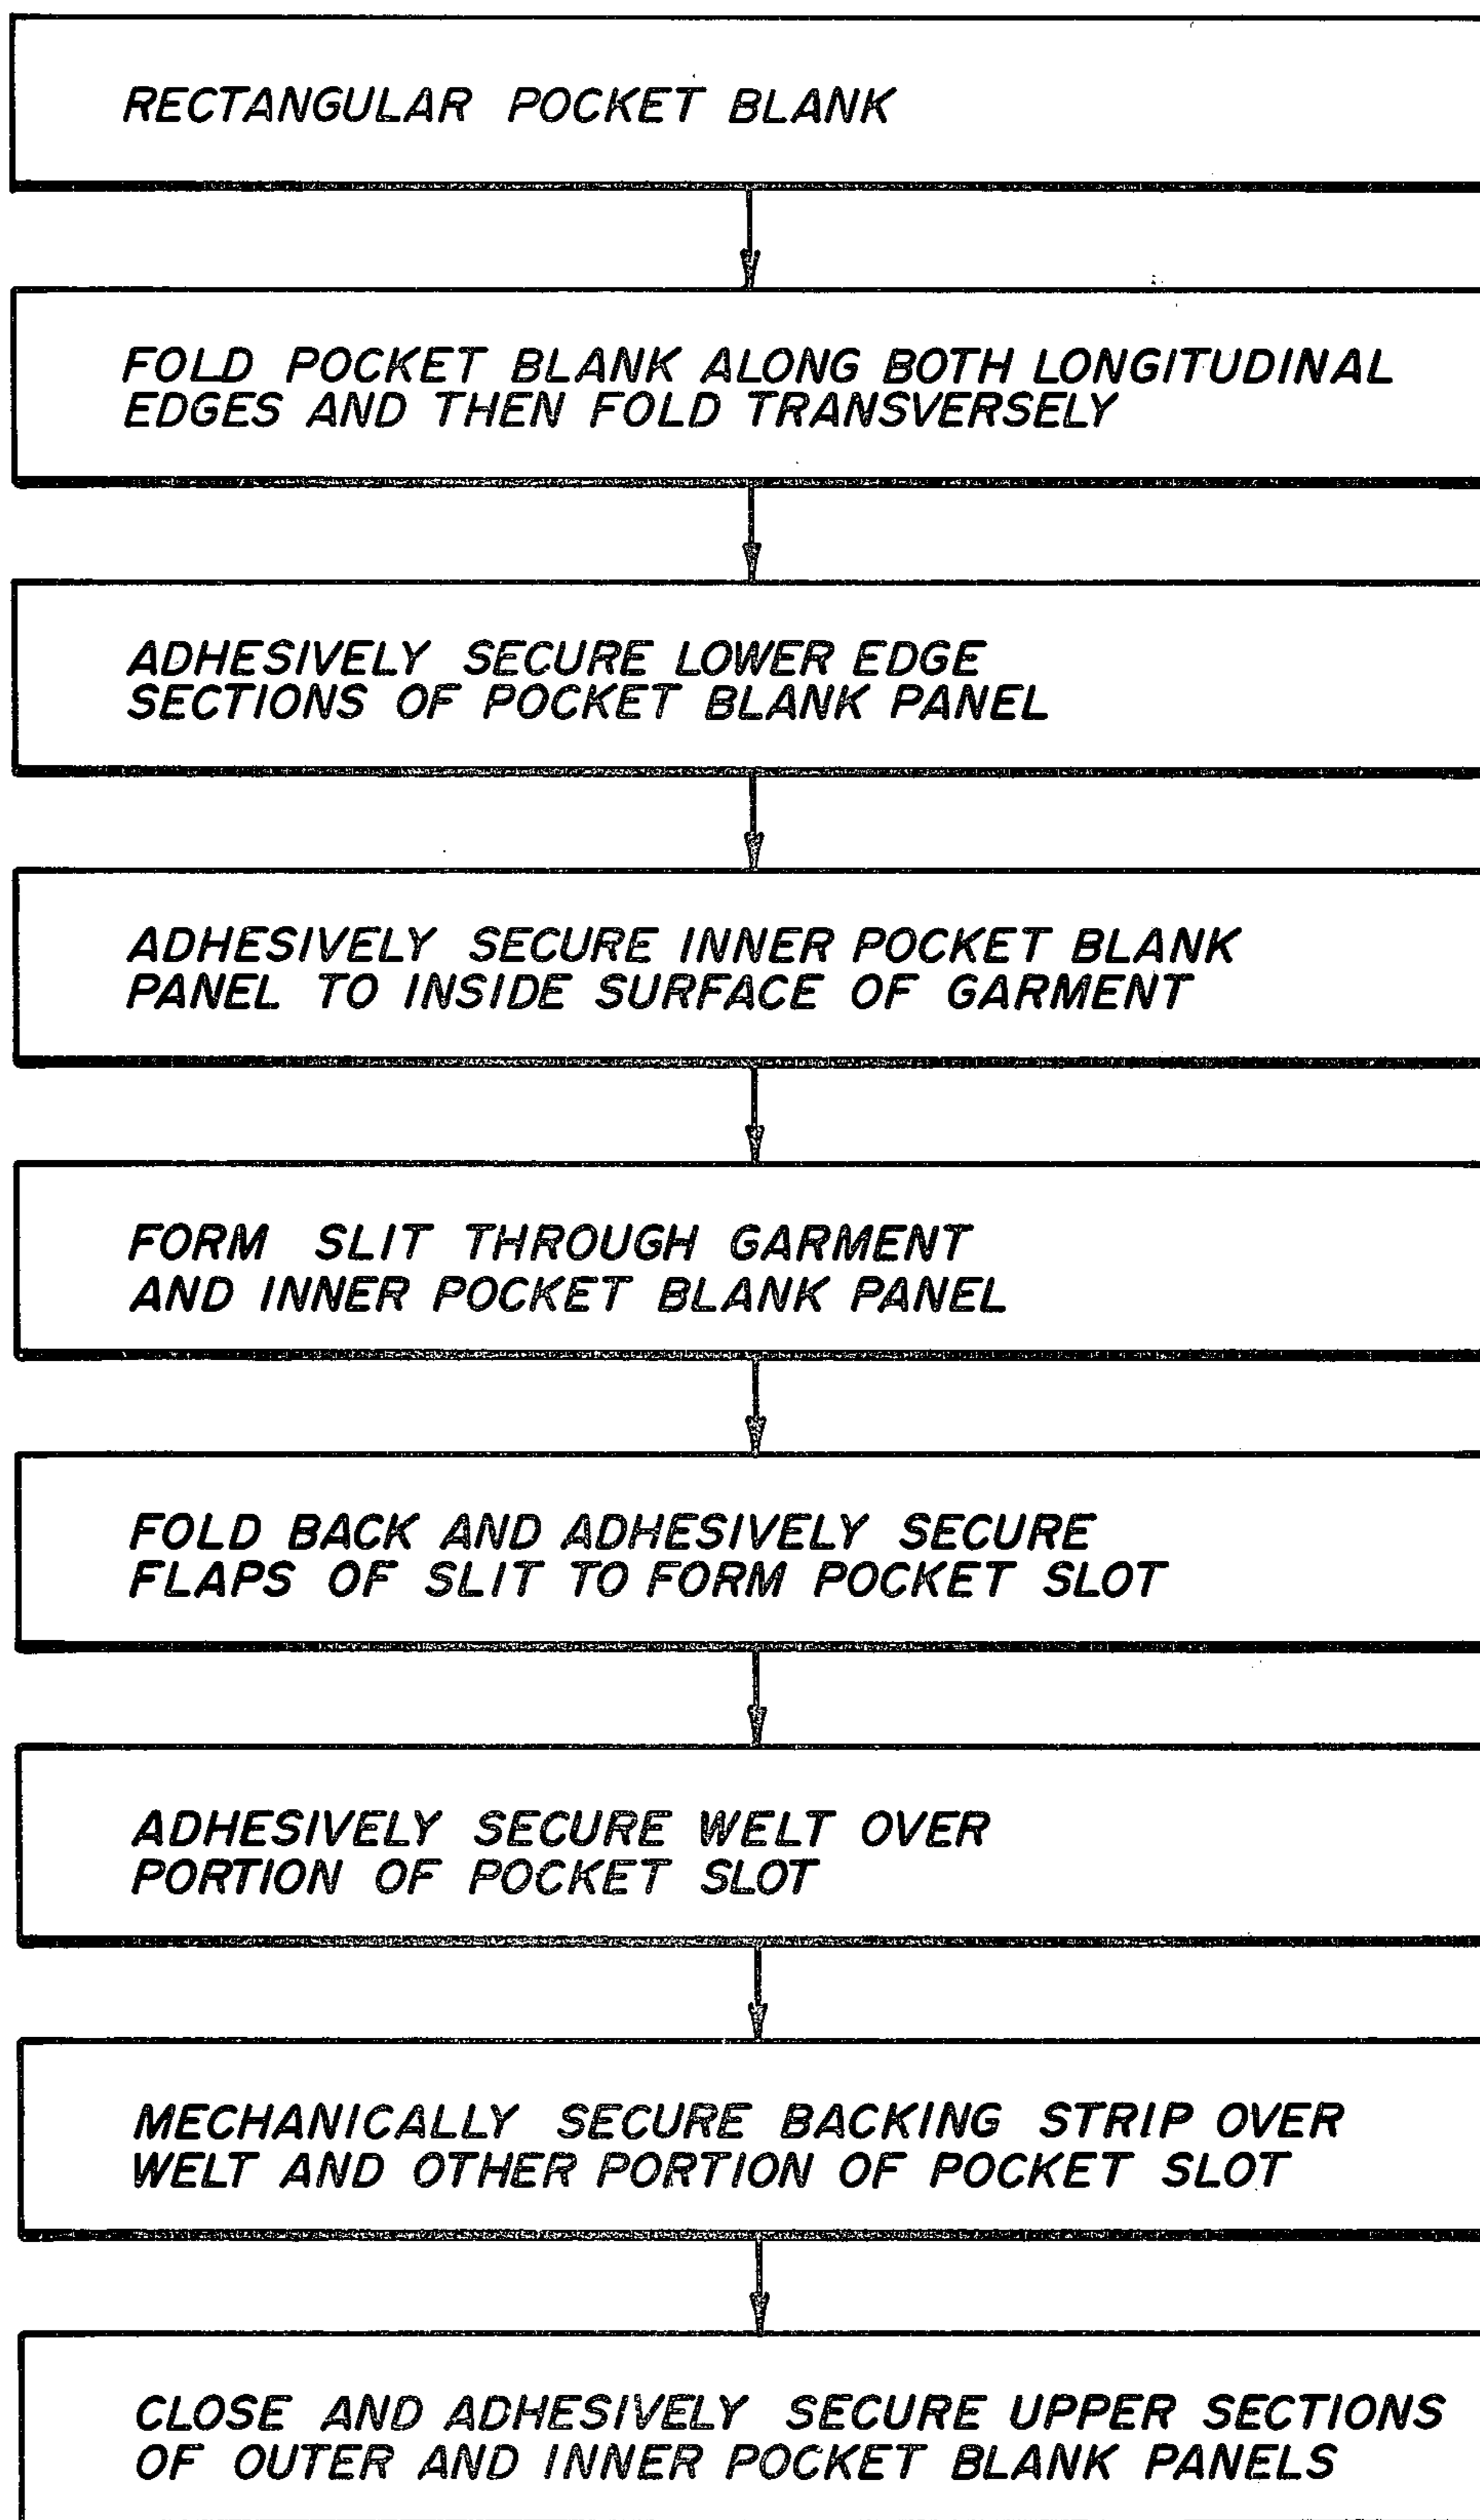 RECTANGULAR POCKET BLANK
FOLD POCKET BLANK ALONG BOTH LONGITUDINAL
EDGES AND THEN FOLD TRANSVERSELY
ADHESIVELY SECURE LOWER EDGE
SECTIONS OF POCKET BLANK PANEL
ADHESIVELY SECURE INNER POCKET BLANK
PANEL TO INSIDE SURFACE OF GARMENT
FORM SLIT THROUGH GARMENT
AND INNER POCKET BLANK PANEL
FOLD BACK AND ADHESIVELY SECURE
FLAPS OF SLIT TO FORM POCKET SLOT
ADHESIVELY SECURE WELT OVER
PORTION OF POCKET SLOT
MECHANICALLY SECURE BACKING STRIP OVER
WELT AND OTHER PORTION OF POCKET SLOT
CLOSE AND ADHESIVELY SECURE UPPER SECTIONS
OF OUTER AND INNER POCKET BLANK PANELS